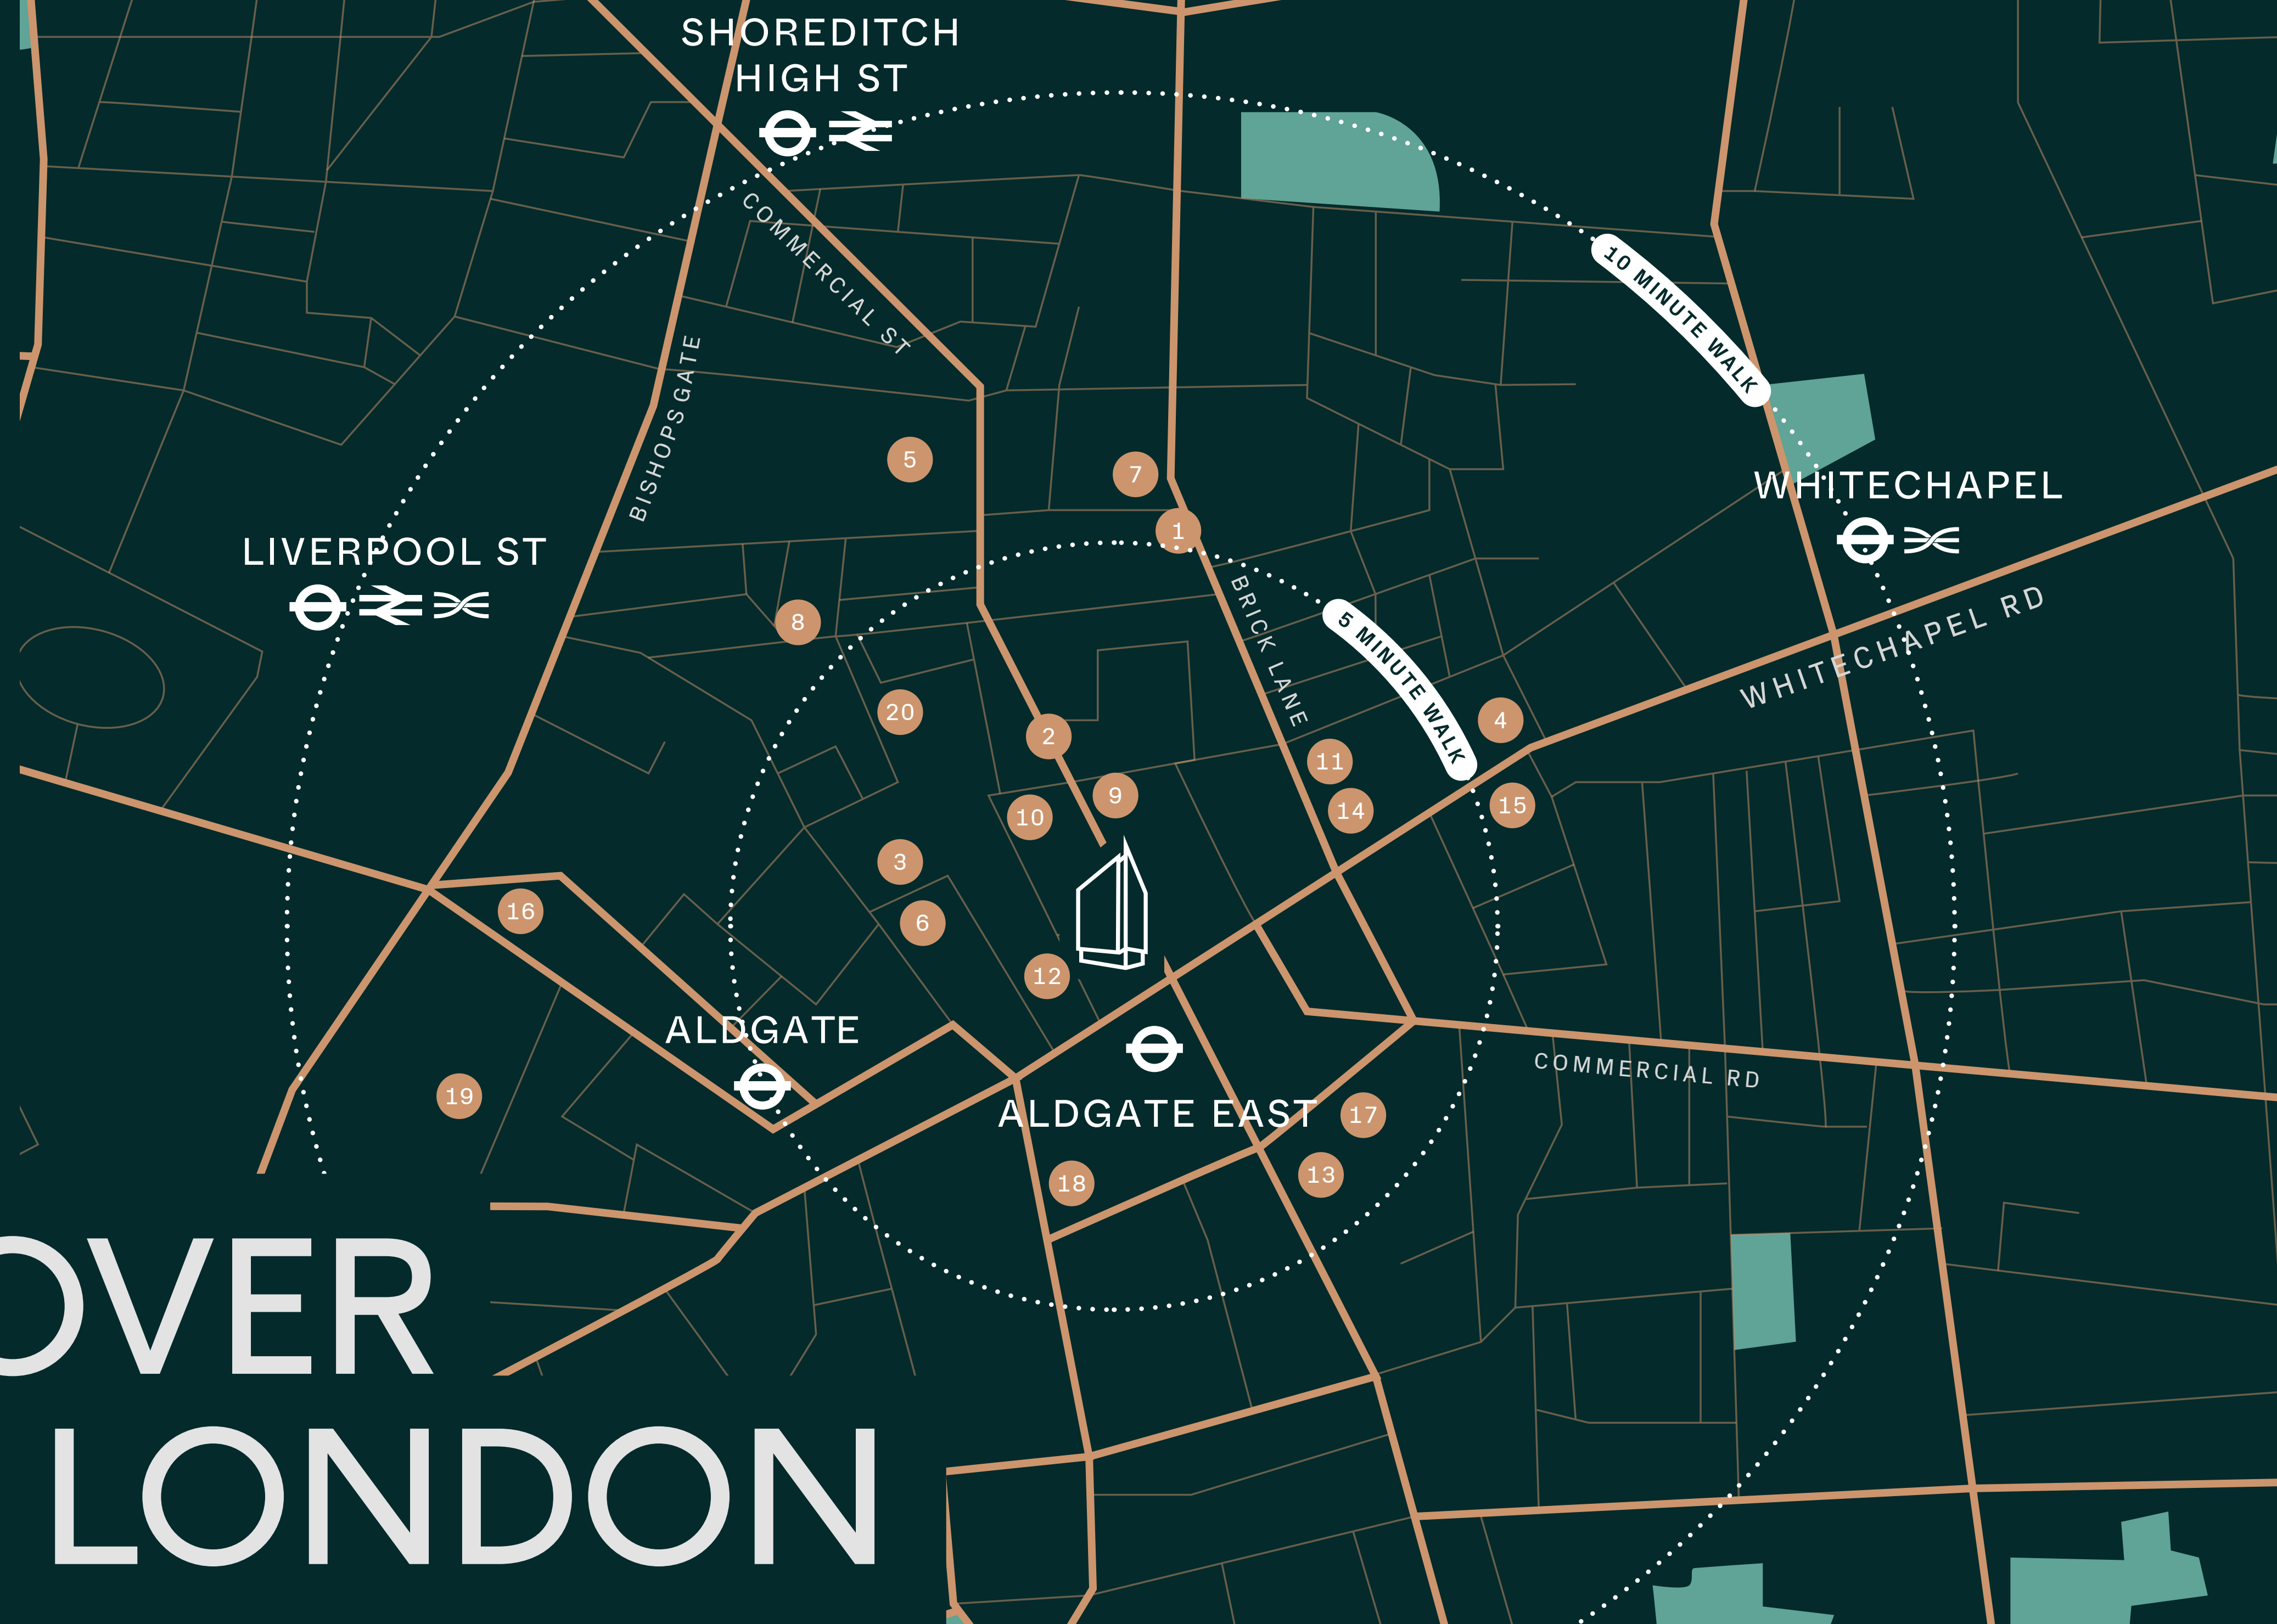 SHOREDITCH
HIGH ST
COMMERCIAL ST
10 MINUTE WALK
BISHOPSGATE
5
7
WHITECHAPEL
1
LIVERPOOL ST
BRICK LANE
5 MINUTE WALK
WHITECHAPEL RD
8
20
4
2
11
9
15
14
10
3
16
6
12
ALDGATE
COMMERCIAL RD
19
ALDGATE EAST
17
13
18
OVER
LONDON